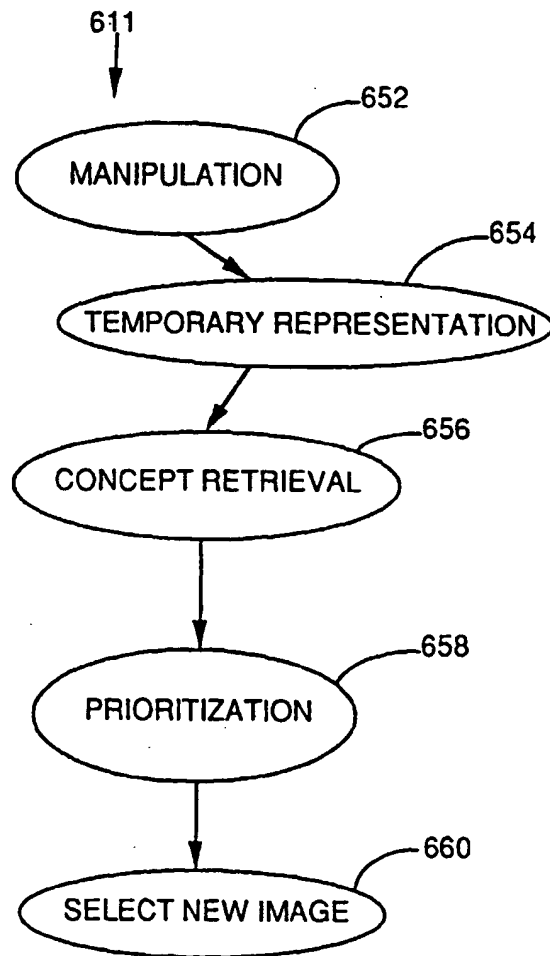 611
652
MANIPULATION
654
TEMPORARY REPRESENTATION
656
CONCEPT RETRIEVAL
658
PRIORITIZATION
660
SELECT NEW IMAGE